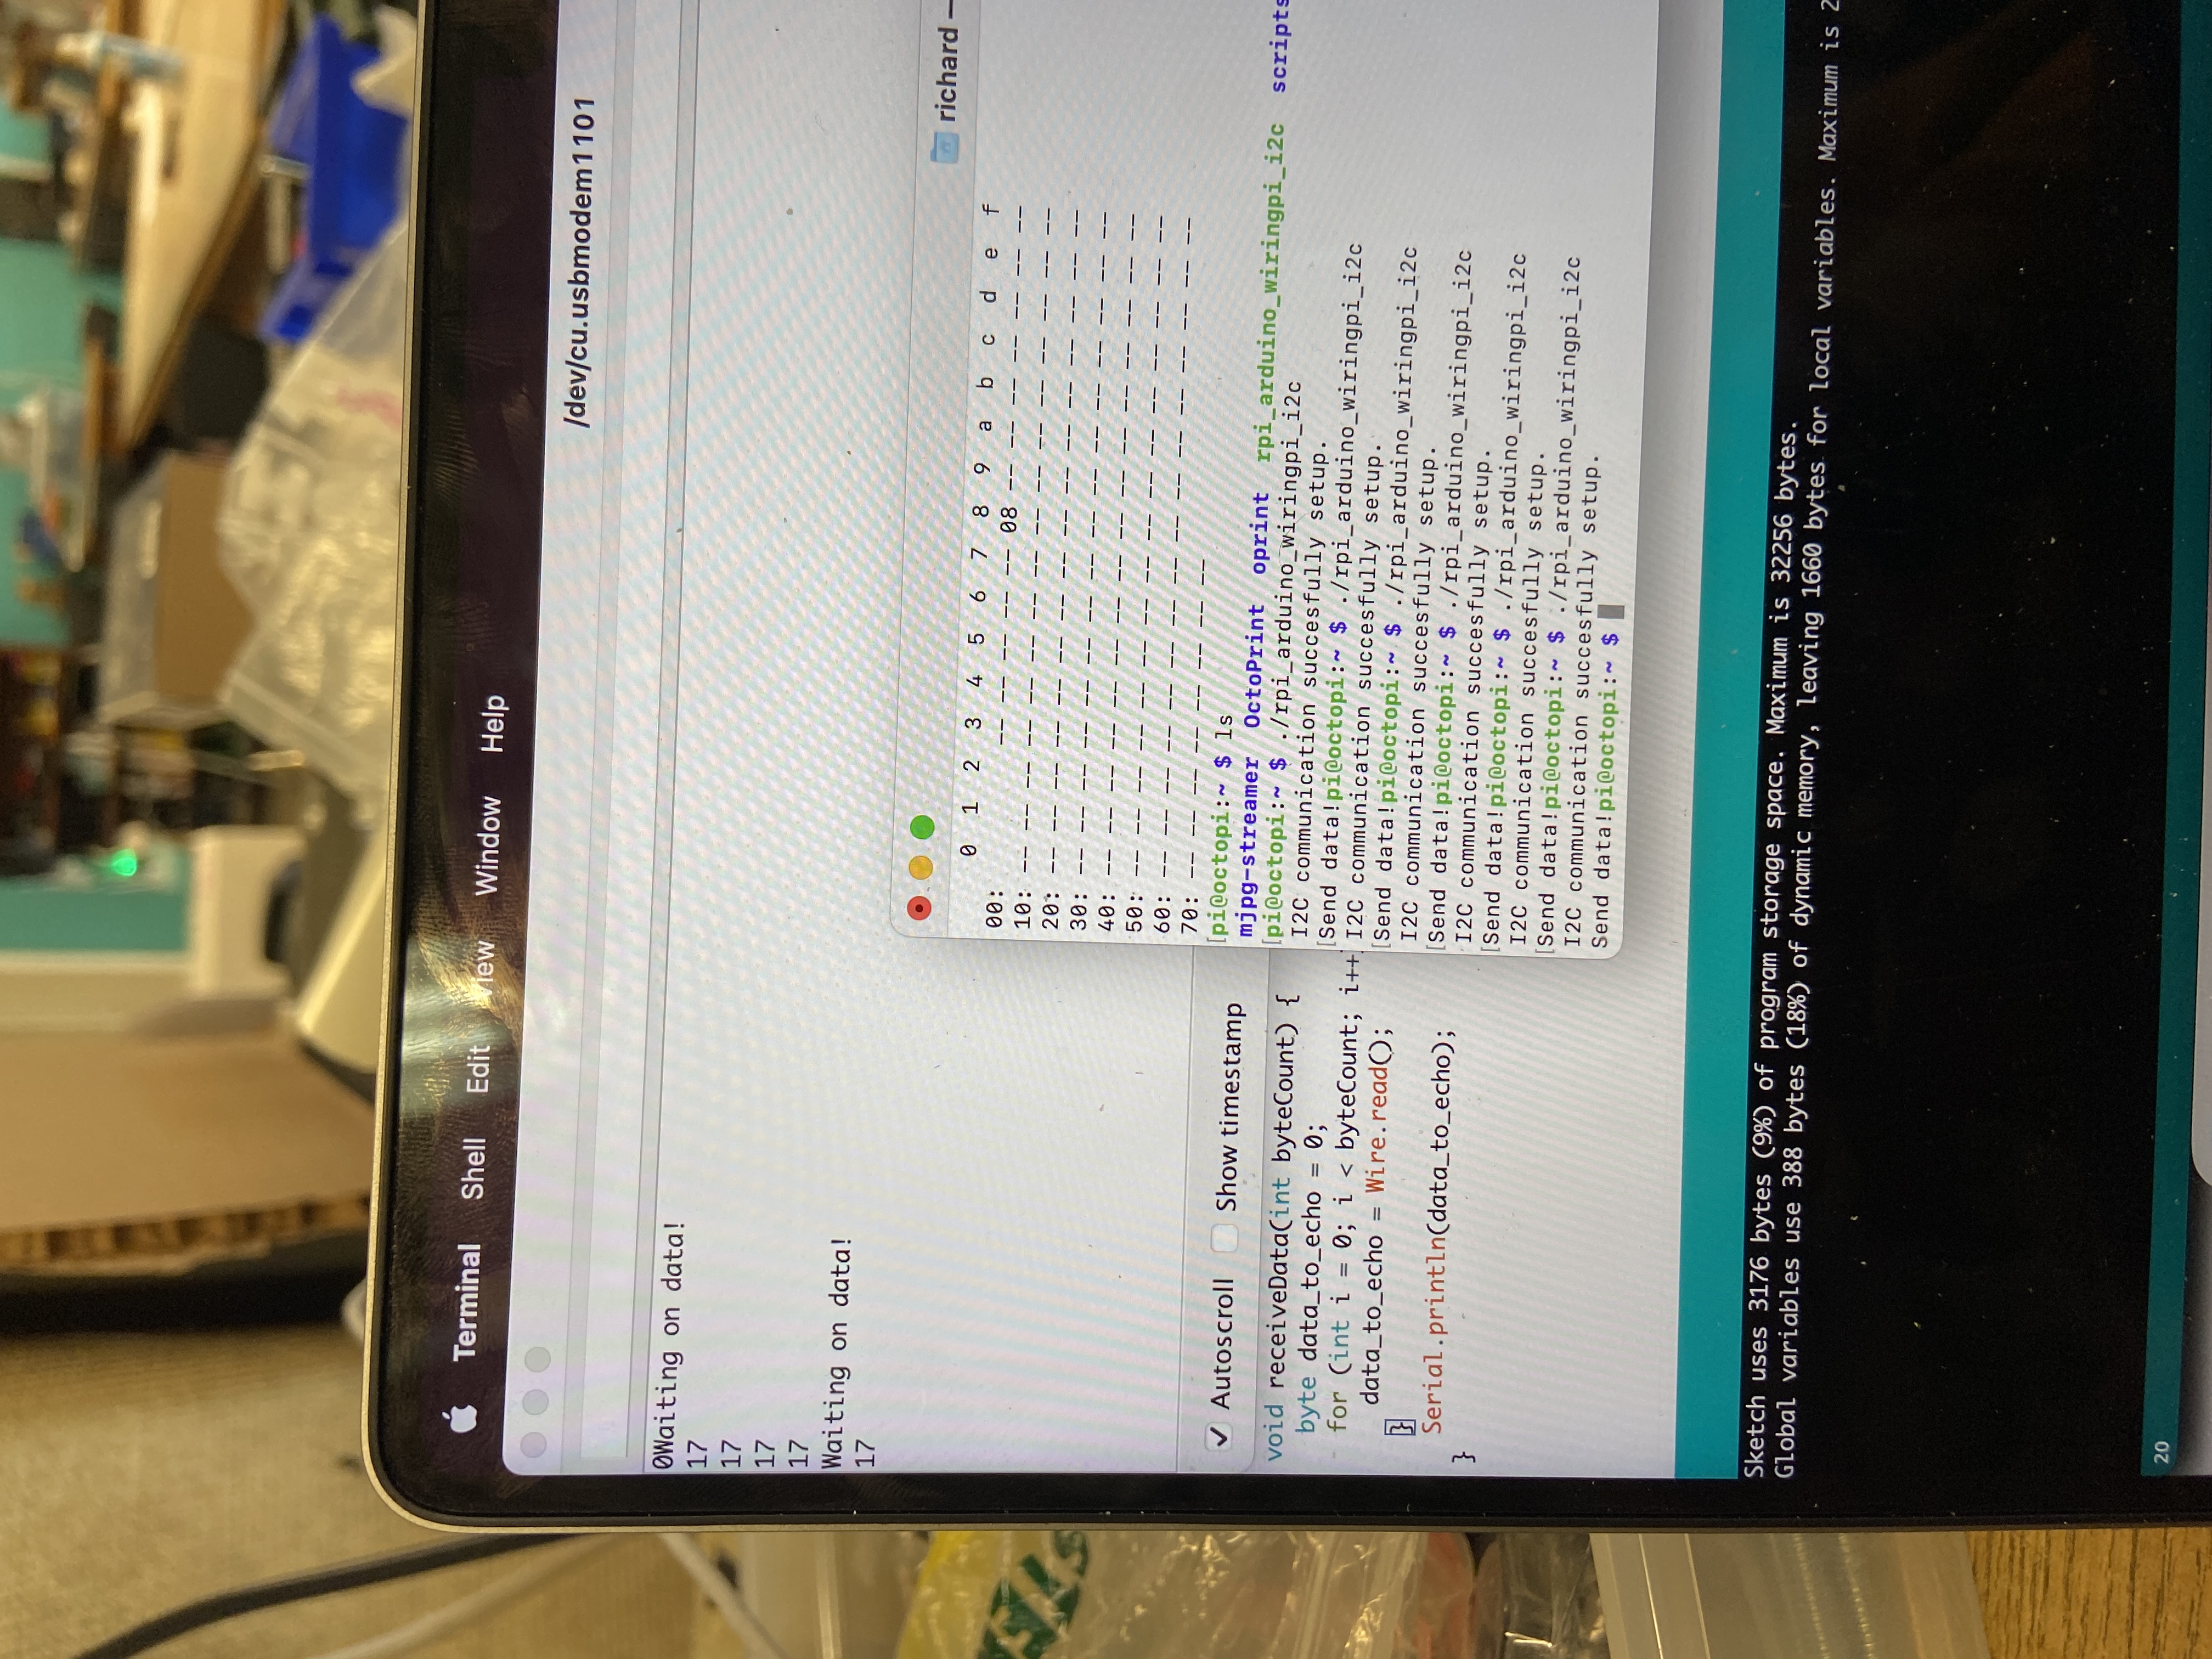 Terminal Shell Edit View Window Help
/dev/cu.usbmodem1101
0Waiting on data!
17
17
17
17
Waiting on data!
17
Autoscroll Show timestamp
void receiveData(int byteCount) {
byte data_to_echo = 0;
for (int i = 0; i < byteCount; i++
data_to_echo = Wire.read();
}
Serial.println(data_to_echo);
}
richard —
0 1 2 3 4 5 6 7 8 9 a b c d e f
00: -- -- -- -- -- 08 -- -- -- -- -- -- --
10: -- -- -- -- -- -- -- -- -- -- -- -- -- -- -- --
20: -- -- -- -- -- -- -- -- -- -- -- -- -- -- -- --
30: -- -- -- -- -- -- -- -- -- -- -- -- -- -- -- --
40: -- -- -- -- -- -- -- -- -- -- -- -- -- -- -- --
50: -- -- -- -- -- -- -- -- -- -- -- -- -- -- -- --
60: -- -- -- -- -- -- -- -- -- -- -- -- -- -- -- --
70: -- -- -- -- -- -- -- --
[pi@octopi:~ $ ls
mjpg-streamer OctoPrint oprint rpi_arduino_wiringpi_i2c scripts
[pi@octopi:~ $ ./rpi_arduino_wiringpi_i2c
I2C communication succesfully setup.
[Send data!pi@octopi:~ $ ./rpi_arduino_wiringpi_i2c
I2C communication succesfully setup.
[Send data!pi@octopi:~ $ ./rpi_arduino_wiringpi_i2c
I2C communication succesfully setup.
[Send data!pi@octopi:~ $ ./rpi_arduino_wiringpi_i2c
I2C communication succesfully setup.
[Send data!pi@octopi:~ $ ./rpi_arduino_wiringpi_i2c
I2C communication succesfully setup.
[Send data!pi@octopi:~ $ ./rpi_arduino_wiringpi_i2c
I2C communication succesfully setup.
Send data!pi@octopi:~ $
Sketch uses 3176 bytes (9%) of program storage space. Maximum is 32256 bytes.
Global variables use 388 bytes (18%) of dynamic memory, leaving 1660 bytes for local variables. Maximum is 2
20